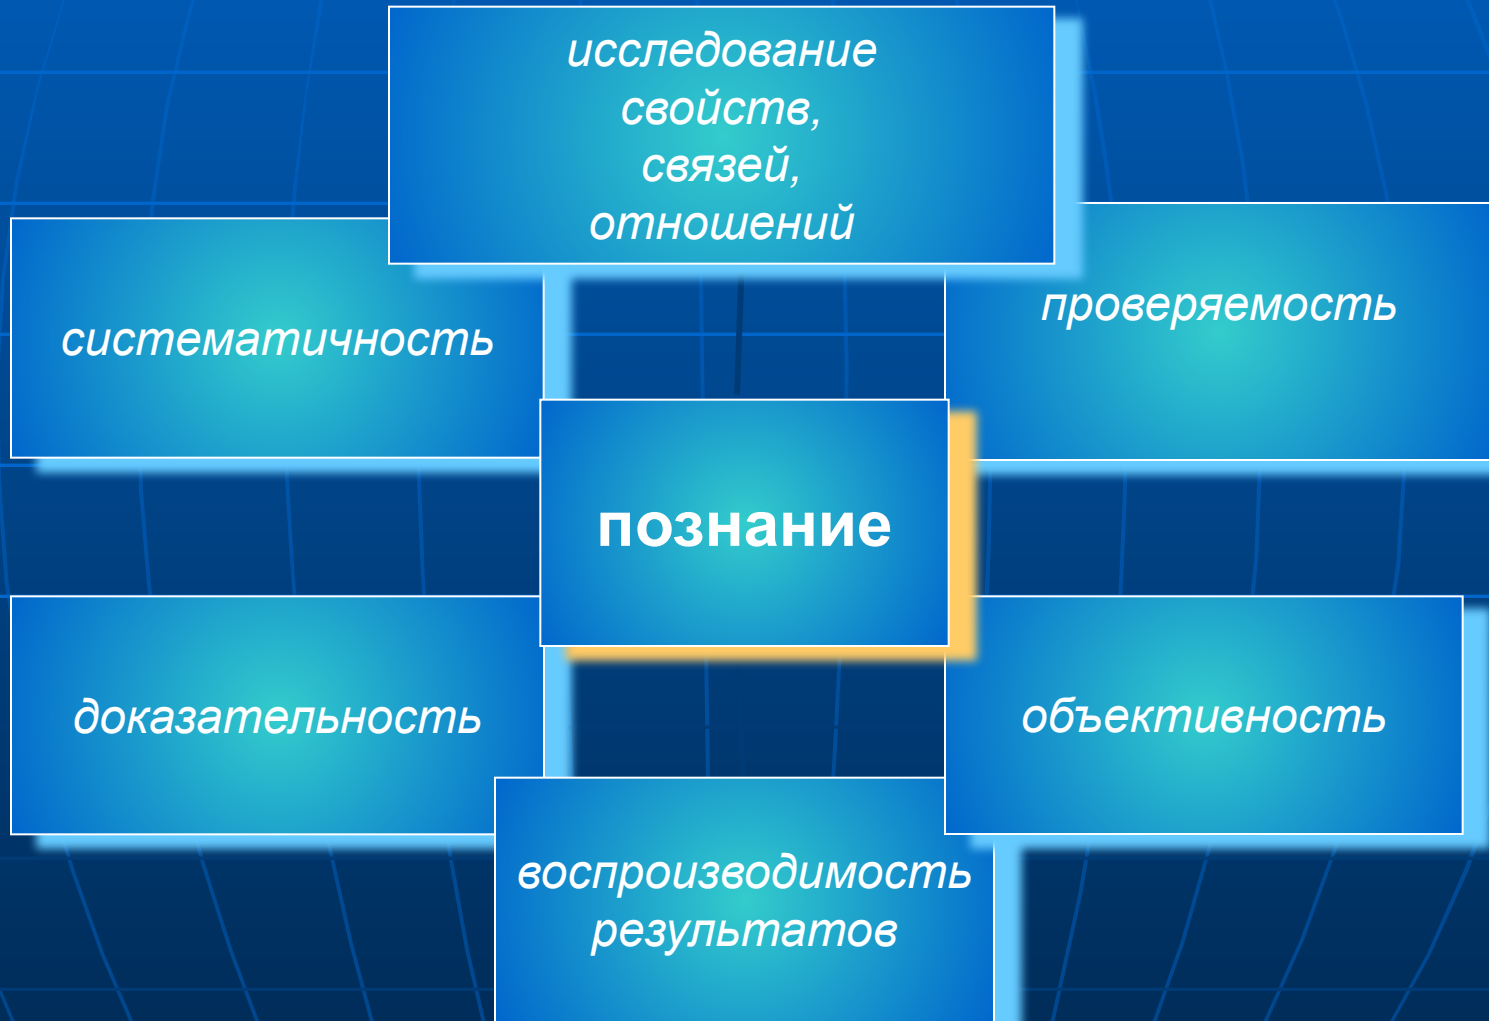 исследование
свойств,
связей,
отношений
систематичность
проверяемость
познание
доказательность
объективность
воспроизводимость
результатов